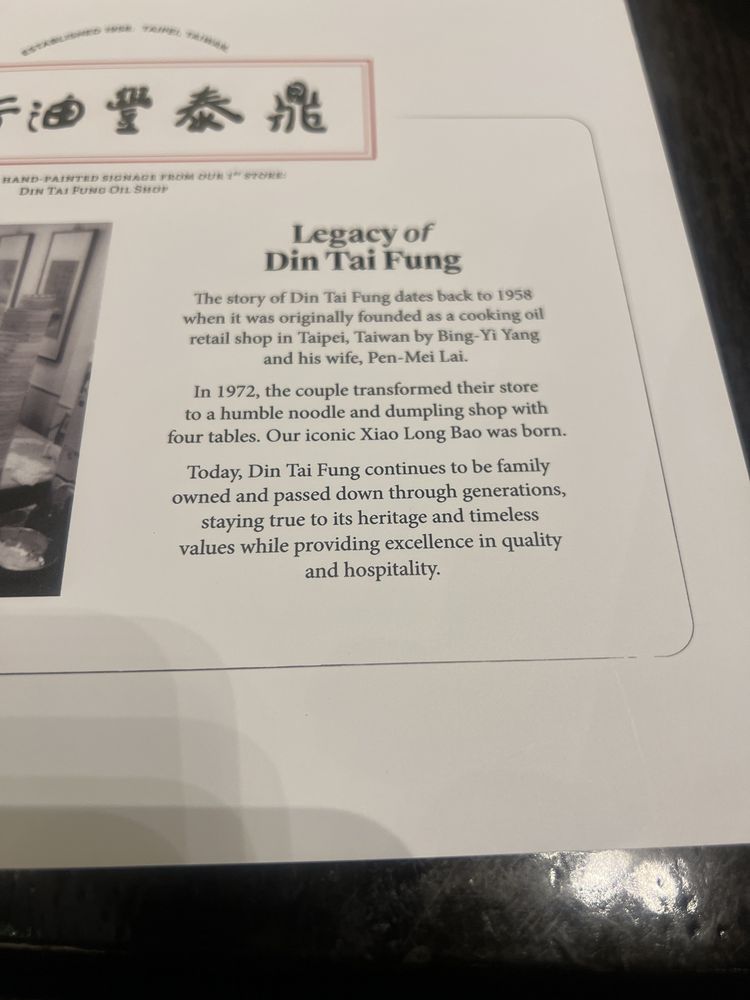 ESTABLISHED 1958. TAIPEI, TAIWAN
油豐泰鼎
HAND-PAINTED SIGNAGE FROM OUR 1ST STORE:
DIN TAI FUNG OIL SHOP
Legacy of
Din Tai Fung
The story of Din Tai Fung dates back to 1958
when it was originally founded as a cooking oil
retail shop in Taipei, Taiwan by Bing-Yi Yang
and his wife, Pen-Mei Lai.
In 1972, the couple transformed their store
to a humble noodle and dumpling shop with
four tables. Our iconic Xiao Long Bao was born.
Today, Din Tai Fung continues to be family
owned and passed down through generations,
staying true to its heritage and timeless
values while providing excellence in quality
and hospitality.